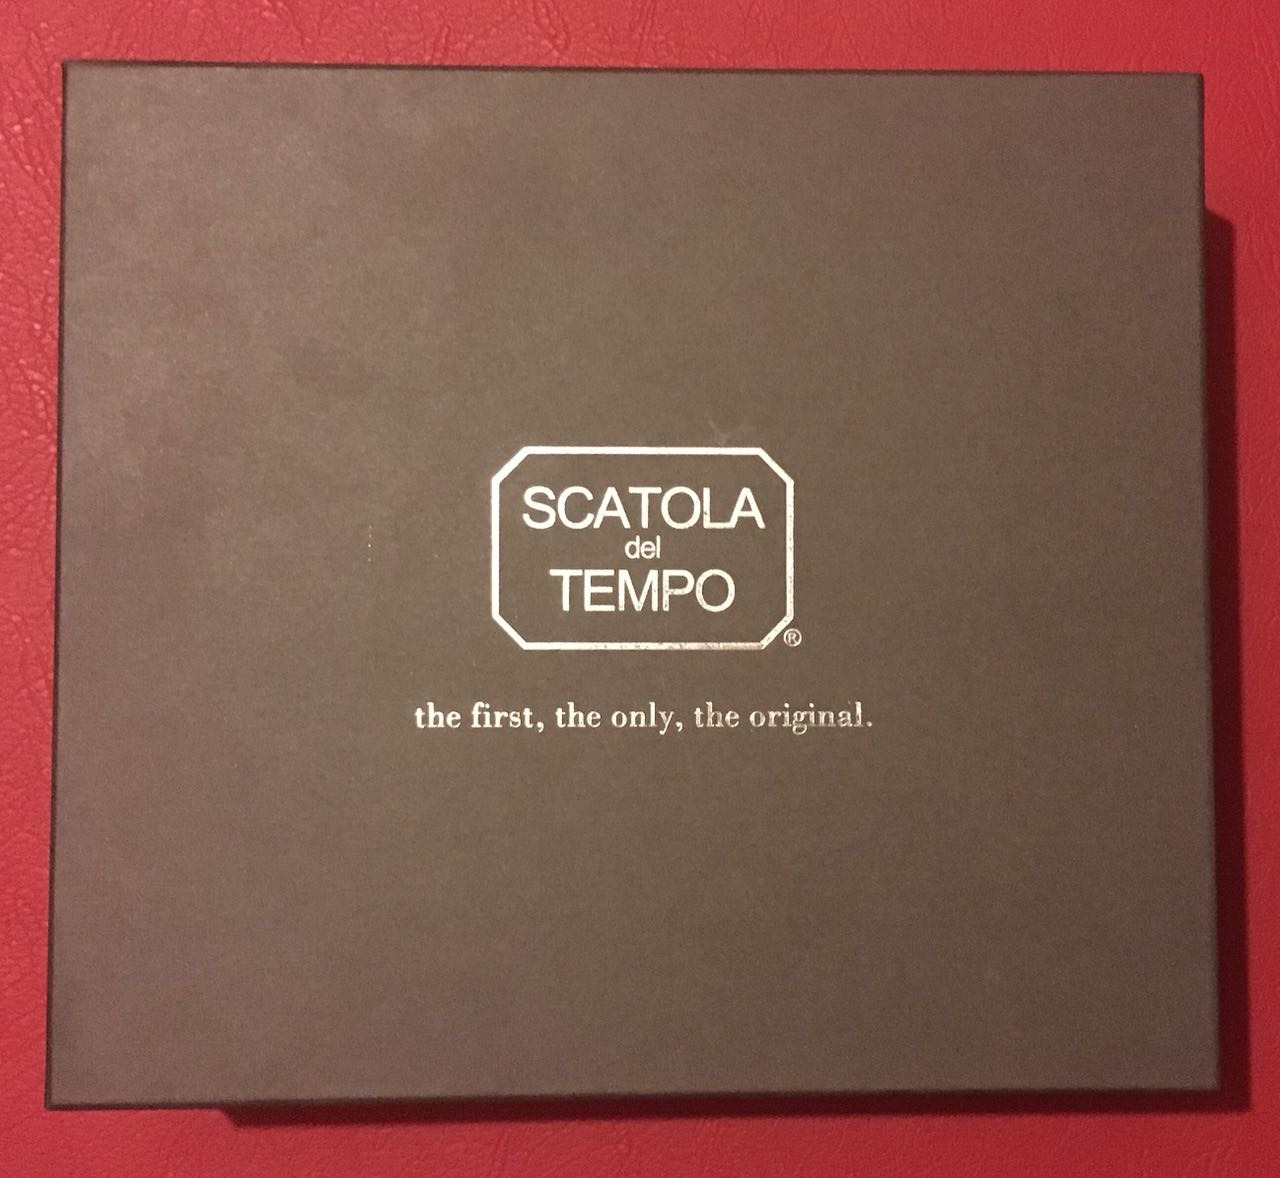 SCATOLA
del
TEMPO
®
the first, the only, the original.